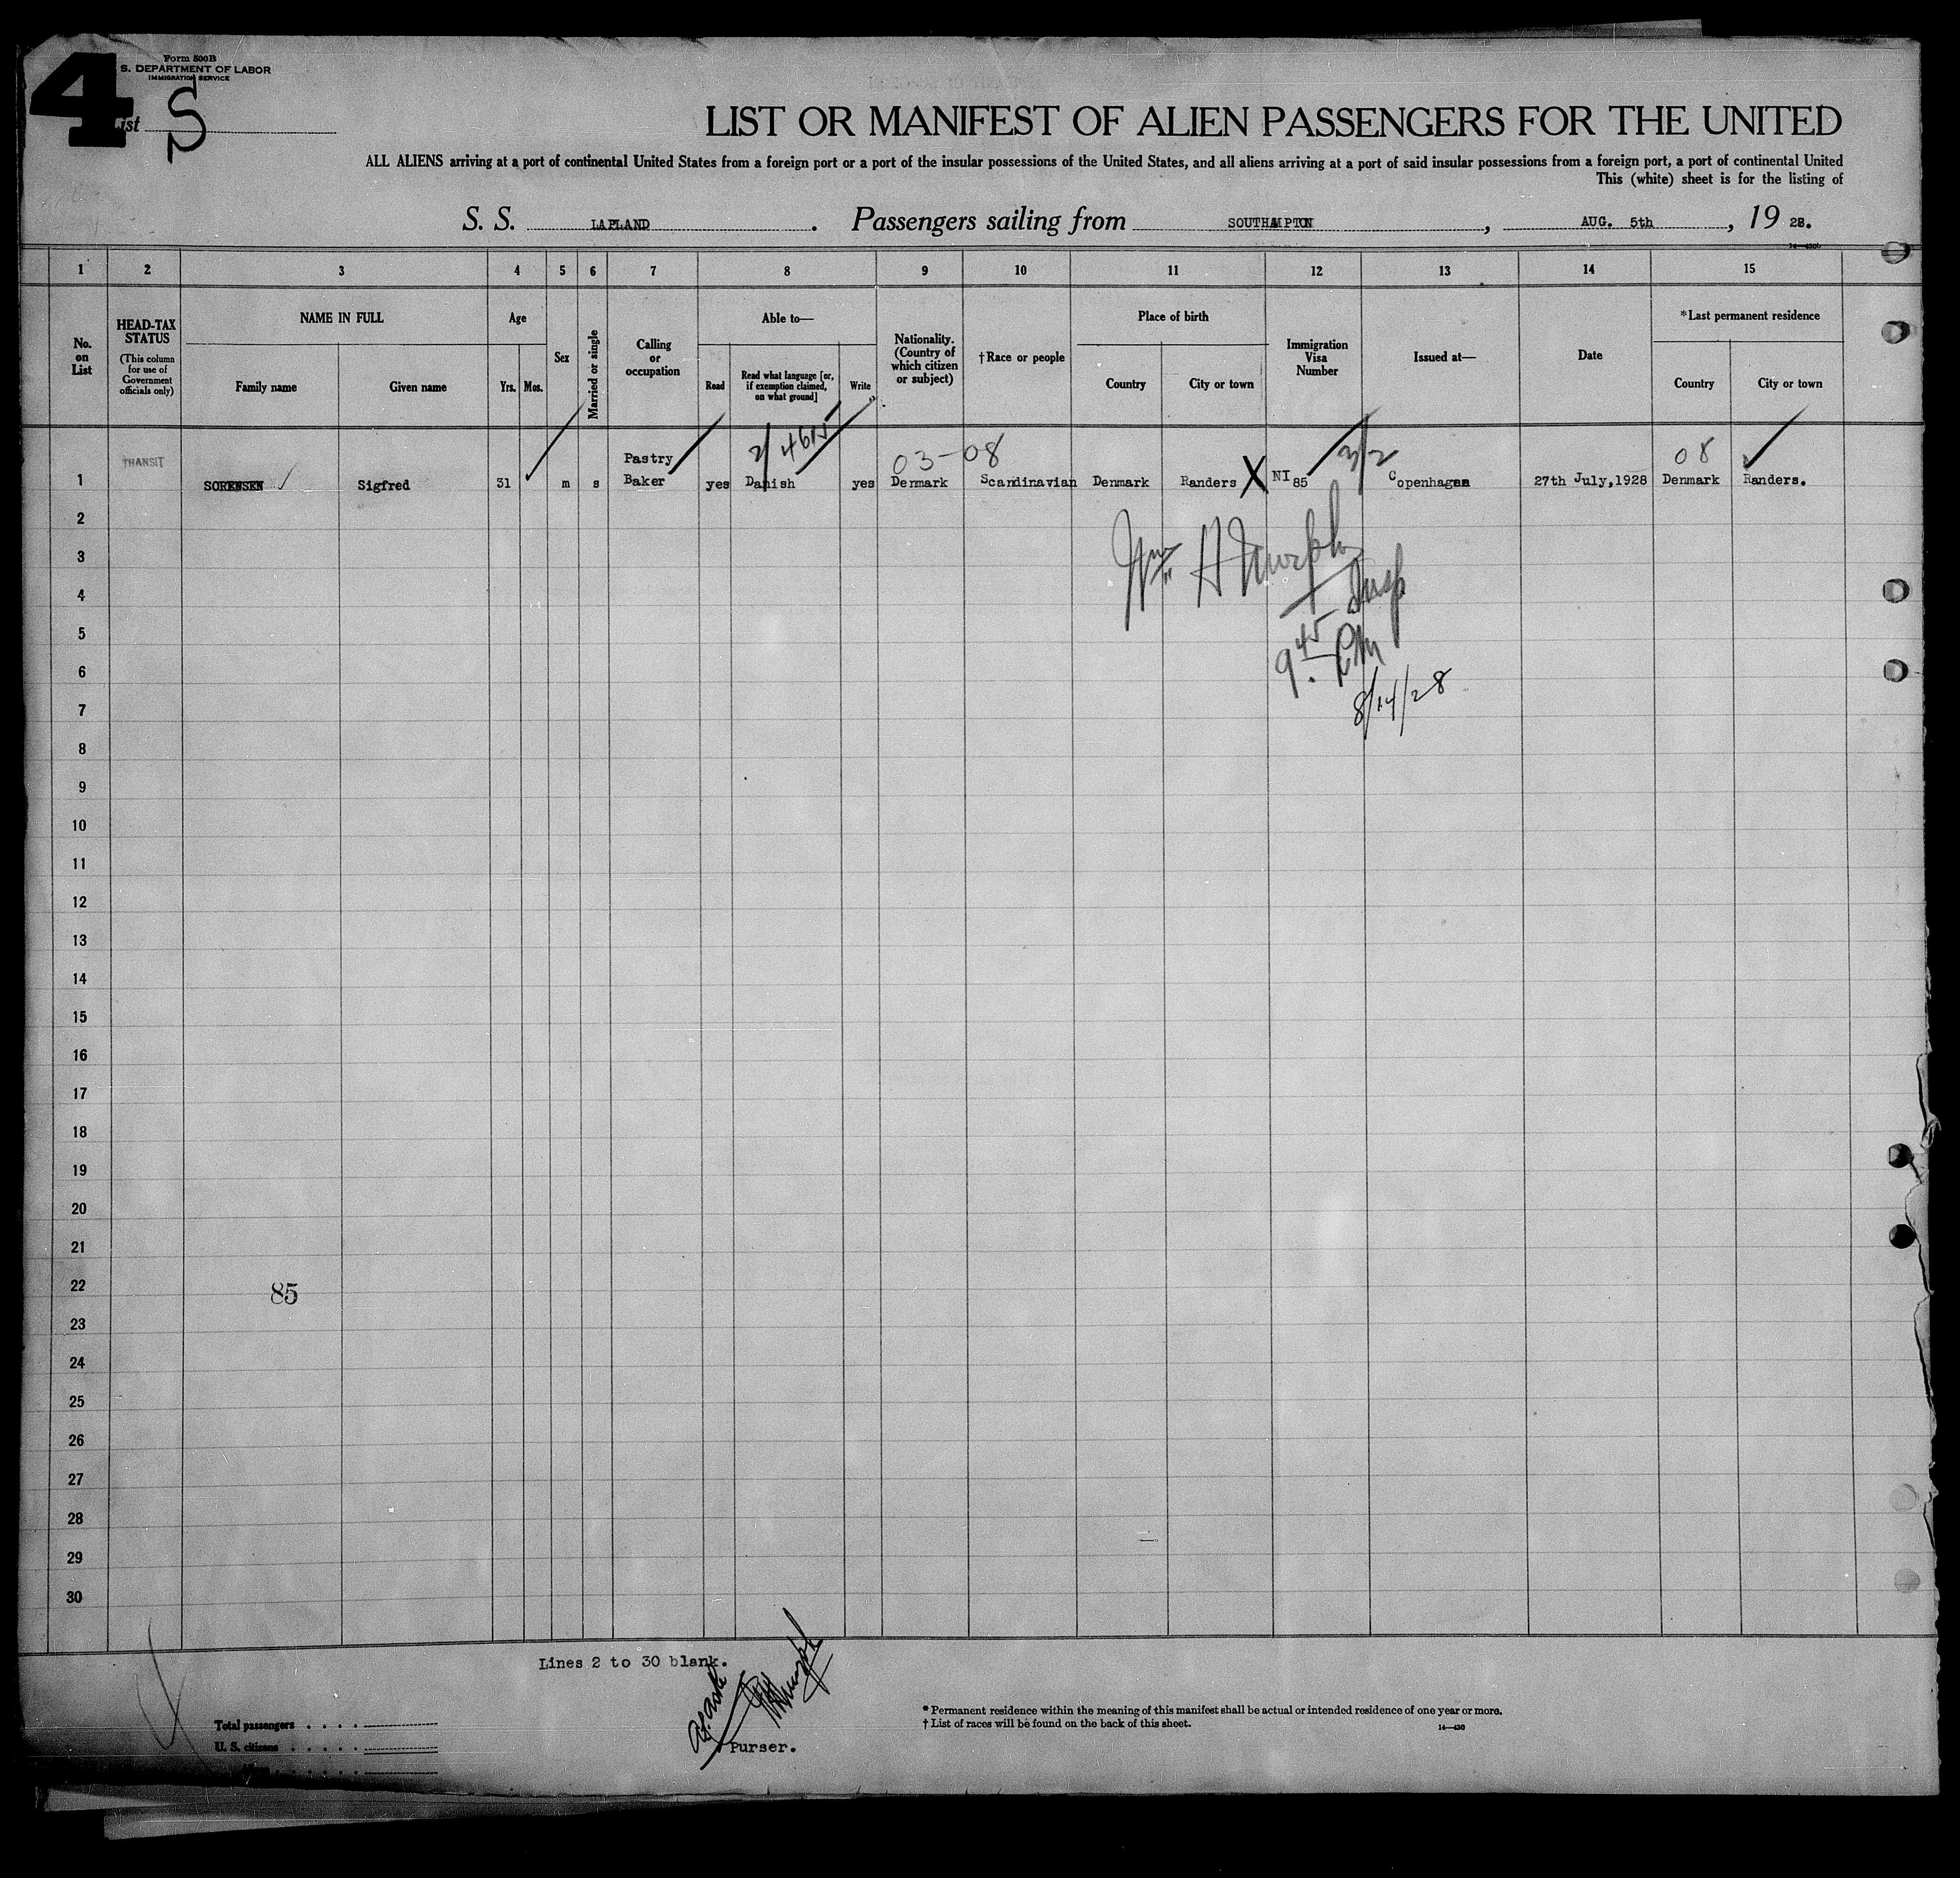 4
Form 500B
S. DEPARTMENT OF LABOR
IMMIGRATION SERVICE
List S
LIST OR MANIFEST OF ALIEN PASSENGERS FOR THE UNITED
ALL ALIENS arriving at a port of continental United States from a foreign port or a port of the insular possessions of the United States, and all aliens arriving at a port of said insular possessions from a foreign port, a port of continental United
This (white) sheet is for the listing of
S. S. LAPLAND . Passengers sailing from SOUTHAMPTON , AUG. 5th , 19 28.
1 2 3 4 5 6 7 8 9 10 11 12 13 14 15
No. on List
HEAD-TAX STATUS
(This column for use of Government officials only)
NAME IN FULL
Family name Given name
Age
Yrs. Mos.
Sex
Married or single
Calling or occupation
Able to—
Read
Read what language [or, if exemption claimed, on what ground]
Write
Nationality. (Country of which citizen or subject)
†Race or people
Place of birth
Country City or town
Immigration Visa Number
Issued at—
Date
*Last permanent residence
Country City or town
2/4615 03-08 3/2 08
1 TRANSIT SORENSEN Sigfred 31 m s Pastry Baker yes Danish yes Denmark Scandinavian Denmark Randers X NI 85 Copenhagen 27th July,1928 Denmark Randers.
2
Wm H Murphy
3
Insp
4
5
9.45 PM
6
8/14/28
7
8
9
10
11
12
13
14
15
16
17
18
19
20
21
22
85
23
24
25
26
27
28
29
30
Lines 2 to 30 blank.
Purser.
Total passengers
U. S. citizens
* Permanent residence within the meaning of this manifest shall be actual or intended residence of one year or more.
† List of races will be found on the back of this sheet.
14—430